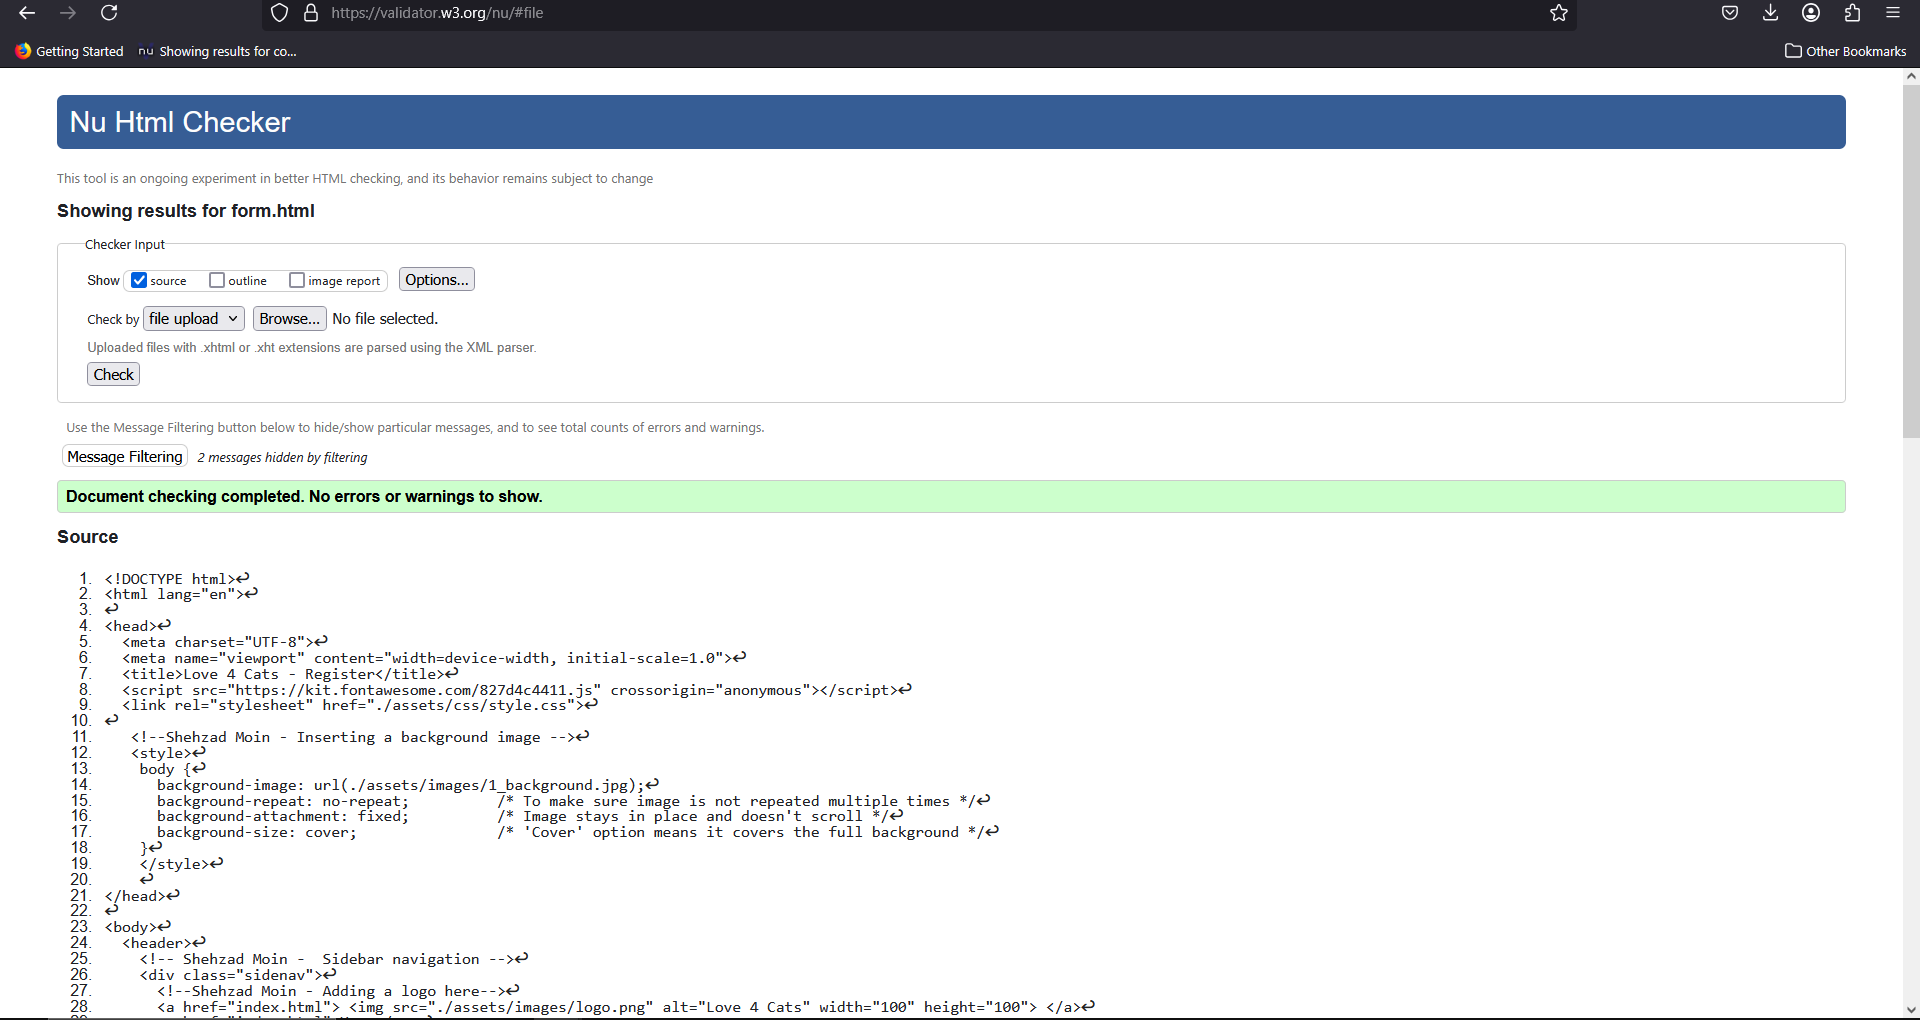 https://validator.w3.org/nu/#file
Getting Started
nu Showing results for co...
Other Bookmarks
Nu Html Checker
This tool is an ongoing experiment in better HTML checking, and its behavior remains subject to change
Showing results for form.html
Checker Input
Show source outline image report Options...
Check by file upload Browse... No file selected.
Uploaded files with .xhtml or .xht extensions are parsed using the XML parser.
Check
Use the Message Filtering button below to hide/show particular messages, and to see total counts of errors and warnings.
Message Filtering 2 messages hidden by filtering
Document checking completed. No errors or warnings to show.
Source
1. <!DOCTYPE html>↩
2. <html lang="en">↩
3. ↩
4. <head>↩
5. <meta charset="UTF-8">↩
6. <meta name="viewport" content="width=device-width, initial-scale=1.0">↩
7. <title>Love 4 Cats - Register</title>↩
8. <script src="https://kit.fontawesome.com/827d4c4411.js" crossorigin="anonymous"></script>↩
9. <link rel="stylesheet" href="./assets/css/style.css">↩
10. ↩
11. <!--Shehzad Moin - Inserting a background image -->↩
12. <style>↩
13. body {↩
14. background-image: url(./assets/images/1_background.jpg);↩
15. background-repeat: no-repeat; /* To make sure image is not repeated multiple times */↩
16. background-attachment: fixed; /* Image stays in place and doesn't scroll */↩
17. background-size: cover; /* 'Cover' option means it covers the full background */↩
18. }↩
19. </style>↩
20. ↩
21. </head>↩
22. ↩
23. <body>↩
24. <header>↩
25. <!-- Shehzad Moin -  Sidebar navigation -->↩
26. <div class="sidenav">↩
27. <!--Shehzad Moin - Adding a logo here-->↩
28. <a href="index.html"> <img src="./assets/images/logo.png" alt="Love 4 Cats" width="100" height="100"> </a>↩